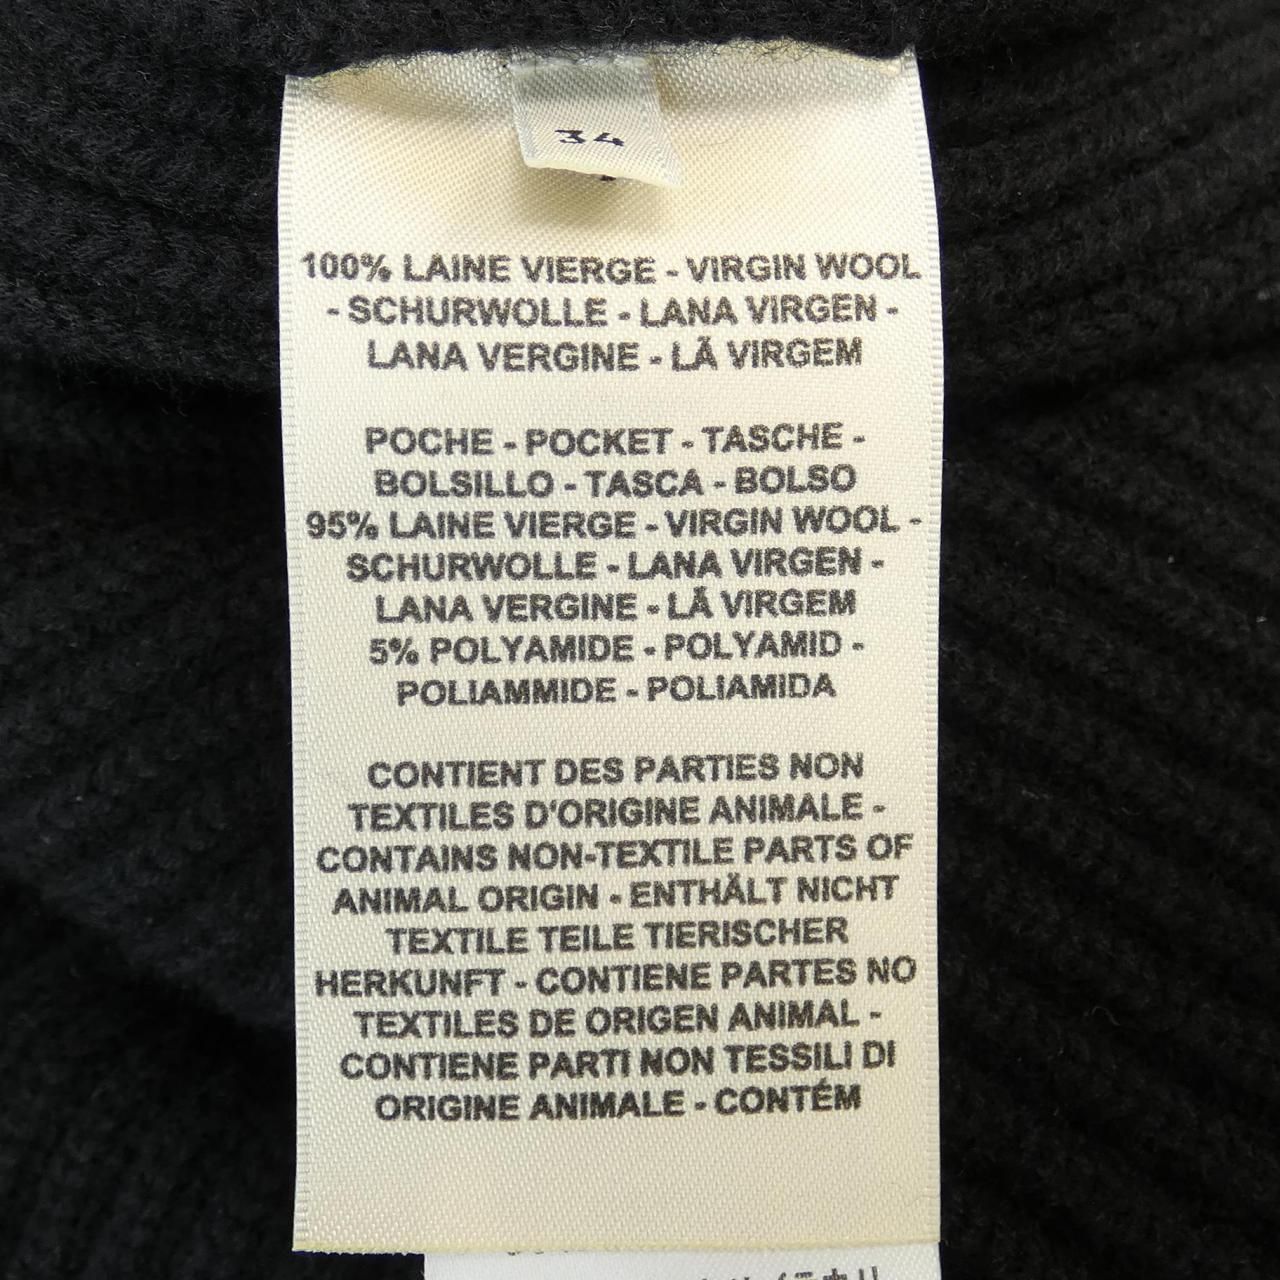 34
100% LAINE VIERGE - VIRGIN WOOL
- SCHURWOLLE - LANA VIRGEN -
LANA VERGINE - LÃ VIRGEM
POCHE - POCKET - TASCHE -
BOLSILLO - TASCA - BOLSO
95% LAINE VIERGE - VIRGIN WOOL -
SCHURWOLLE - LANA VIRGEN -
LANA VERGINE - LÃ VIRGEM
5% POLYAMIDE - POLYAMID -
POLIAMMIDE - POLIAMIDA
CONTIENT DES PARTIES NON
TEXTILES D'ORIGINE ANIMALE -
CONTAINS NON-TEXTILE PARTS OF
ANIMAL ORIGIN - ENTHÄLT NICHT
TEXTILE TEILE TIERISCHER
HERKUNFT - CONTIENE PARTES NO
TEXTILES DE ORIGEN ANIMAL -
CONTIENE PARTI NON TESSILI DI
ORIGINE ANIMALE - CONTÉM